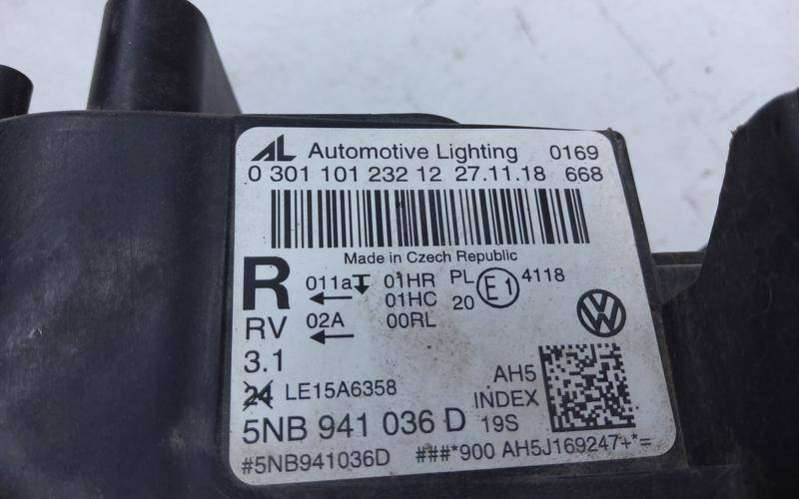 AL Automotive Lighting 0169
0 301 101 232 12 27.11.18 668
Made in Czech Republic
R 011a 01HR PL E1 4118
01HC 20
RV 02A 00RL
3.1
24 LE15A6358 AH5
INDEX
5NB 941 036 D 19S
#5NB941036D ###*900 AH5J169247+*=